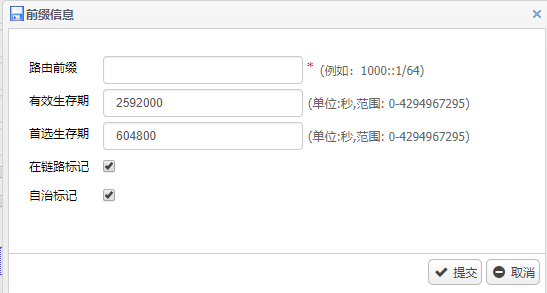 前缀信息
路由前缀 * (例如：1000::1/64)
有效生存期 2592000 (单位:秒,范围: 0-4294967295)
首选生存期 604800 (单位:秒,范围: 0-4294967295)
在链路标记
自治标记
提交 取消